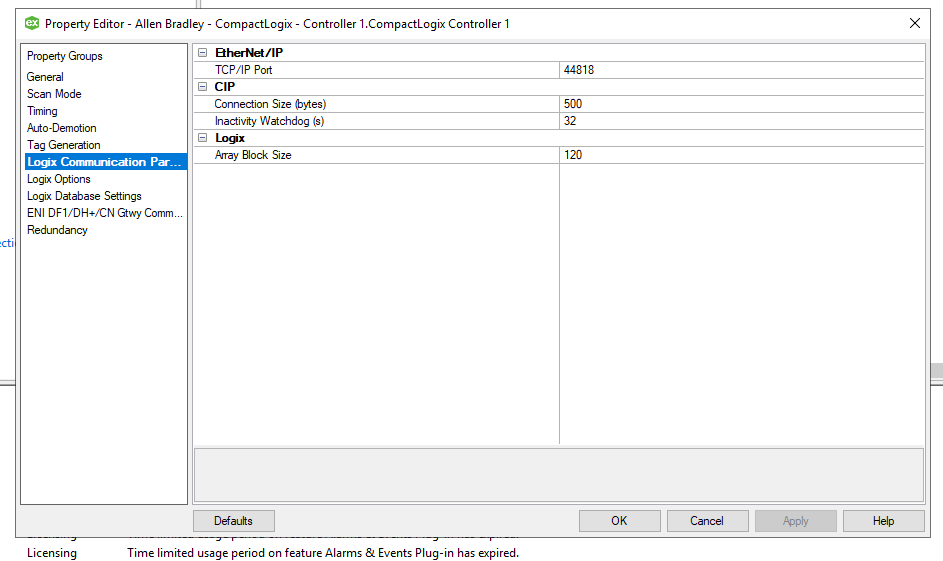 ex Property Editor - Allen Bradley - CompactLogix - Controller 1.CompactLogix Controller 1
Property Groups
General
Scan Mode
Timing
Auto-Demotion
Tag Generation
Logix Communication Par...
Logix Options
Logix Database Settings
ENI DF1/DH+/CN Gtwy Comm...
Redundancy
EtherNet/IP
TCP/IP Port 44818
CIP
Connection Size (bytes) 500
Inactivity Watchdog (s) 32
Logix
Array Block Size 120
Defaults OK Cancel Apply Help
Licensing Time limited usage period on feature Alarms & Events Plug-in has expired.